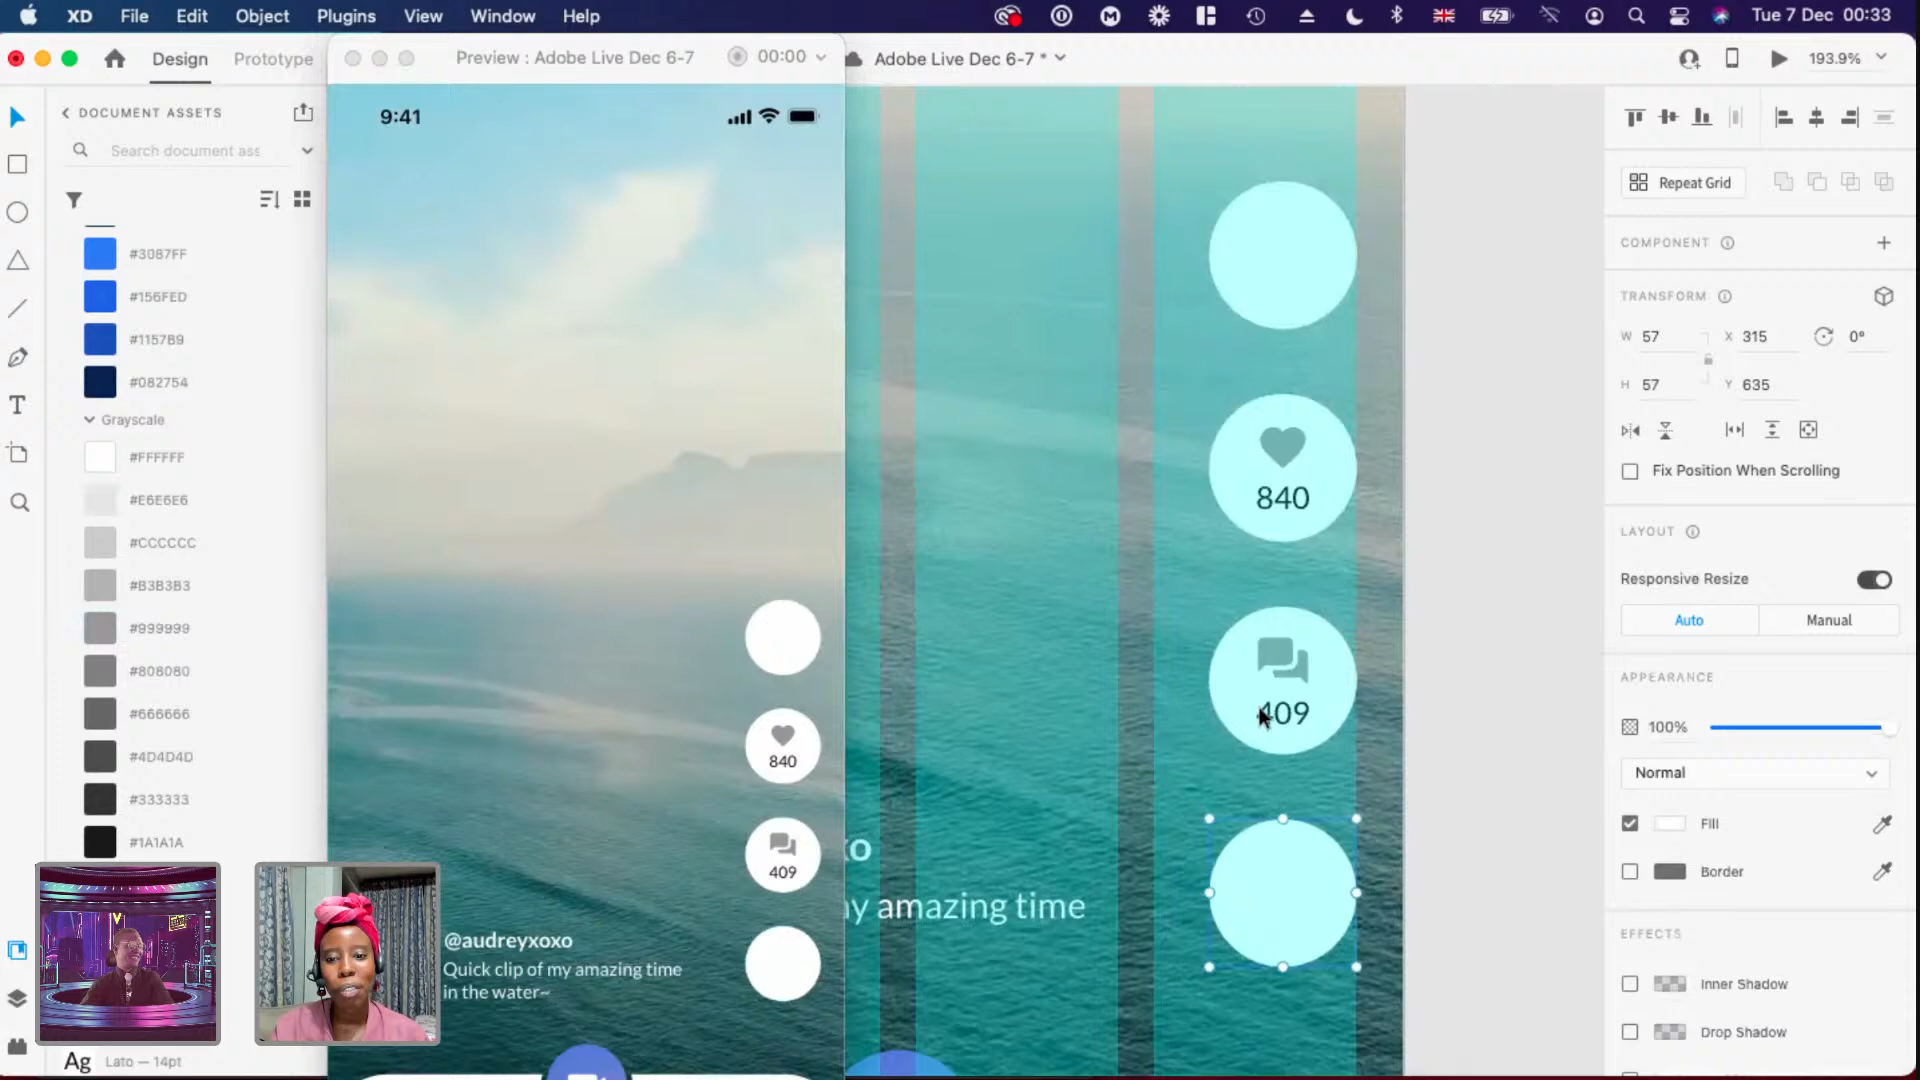 XD File Edit Object Plugins View Window Help
Tue 7 Dec 00:33
Design Prototype
Preview : Adobe Live Dec 6-7
00:00
Adobe Live Dec 6-7 *
193.9%
DOCUMENT ASSETS
Search document ass
#3087FF
#156FED
#1157B9
#082754
Grayscale
#FFFFFF
#E6E6E6
#CCCCCC
#B3B3B3
#999999
#808080
#666666
#4D4D4D
#333333
#1A1A1A
Ag Lato — 14pt
9:41
840
409
@audreyxoxo
Quick clip of my amazing time
in the water~
840
409
xo
my amazing time
Repeat Grid
COMPONENT
TRANSFORM
W 57 X 315 0°
H 57 Y 635
Fix Position When Scrolling
LAYOUT
Responsive Resize
Auto Manual
APPEARANCE
100%
Normal
Fill
Border
EFFECTS
Inner Shadow
Drop Shadow